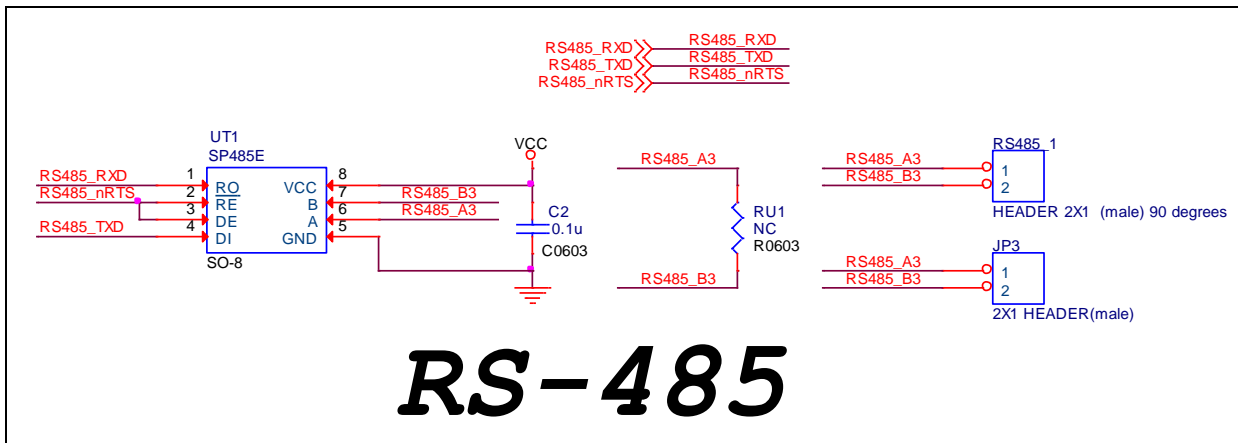 RS485_RXD RS485_RXD
RS485_TXD RS485_TXD
RS485_nRTS RS485_nRTS
UT1
SP485E
RS485_RXD 1 RO VCC 8
RS485_nRTS 2 RE B 7 RS485_B3
3 DE A 6 RS485_A3
RS485_TXD 4 DI GND 5
SO-8
VCC
C2
0.1u
C0603
RS485_A3
RU1
NC
R0603
RS485_B3
RS485_1
RS485_A3 1
RS485_B3 2
HEADER 2X1 (male) 90 degrees
JP3
RS485_A3 1
RS485_B3 2
2X1 HEADER(male)
RS-485